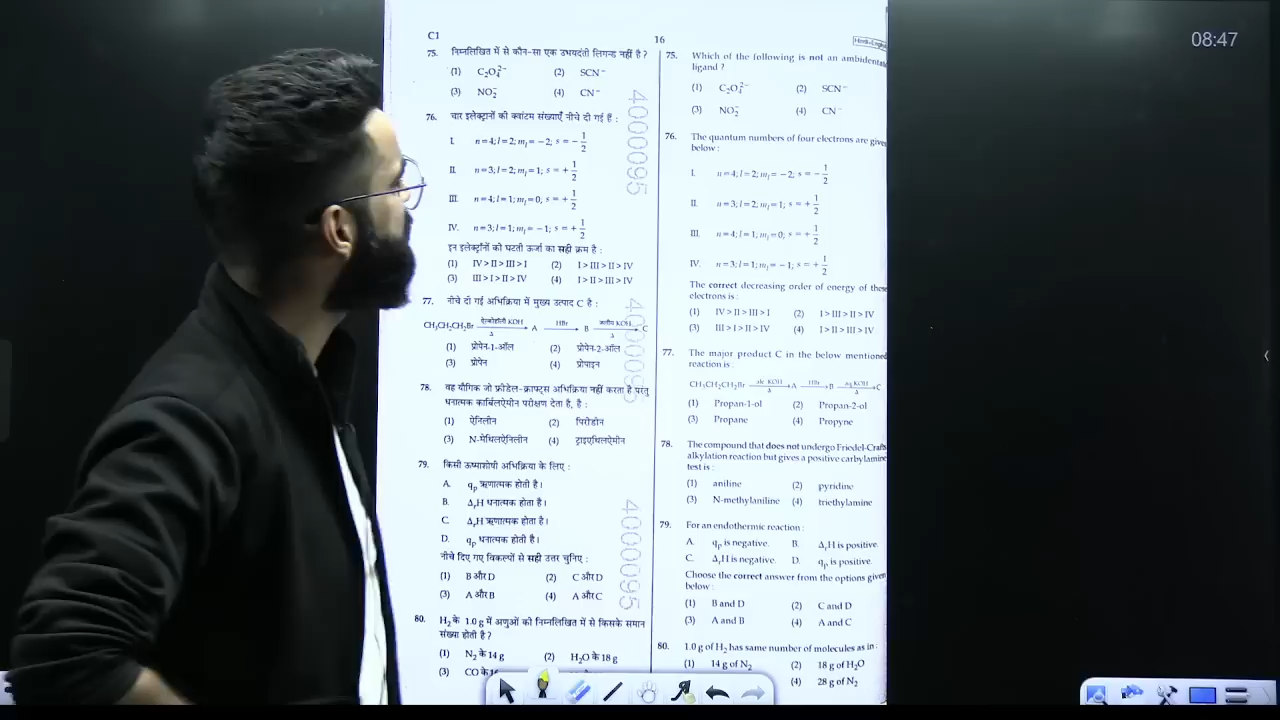 C1
16
08:47
75. निम्नलिखित में से कौन-सा एक उभयदंती लिगन्ड नहीं है ?
(1) C₂O₄²⁻ (2) SCN⁻
(3) NO₂⁻ (4) CN⁻
76. चार इलेक्ट्रानों की क्वांटम संख्याएँ नीचे दी गई हैं :
I. n=4; l=2; mₗ=−2; s=−1/2
II. n=3; l=2; mₗ=1; s=+1/2
III. n=4; l=1; mₗ=0; s=+1/2
IV. n=3; l=1; mₗ=−1; s=+1/2
इन इलेक्ट्रॉनों की घटती ऊर्जा का सही क्रम है :
(1) IV > II > III > I (2) I > III > II > IV
(3) III > I > II > IV (4) I > II > III > IV
77. नीचे दी गई अभिक्रिया में मुख्य उत्पाद C है :
CH₃CH₂CH₂Br ऐल्कोहॉली KOH Δ A HBr B जलीय KOH Δ C
(1) प्रोपेन-1-ऑल (2) प्रोपेन-2-ऑल
(3) प्रोपेन (4) प्रोपाइन
78. वह यौगिक जो फ्रीडेल-क्राफ्ट्स अभिक्रिया नहीं करता है परंतु
धनात्मक कार्बिलऐमीन परीक्षण देता है, है :
(1) ऐनिलीन (2) पिरीडीन
(3) N-मेथिलऐनिलीन (4) ट्राइएथिलऐमीन
79. किसी ऊष्माशोषी अभिक्रिया के लिए :
A. qₚ ऋणात्मक होती है।
B. ΔᵣH धनात्मक होता है।
C. ΔᵣH ऋणात्मक होता है।
D. qₚ धनात्मक होती है।
नीचे दिए गए विकल्पों से सही उत्तर चुनिए :
(1) B और D (2) C और D
(3) A और B (4) A और C
80. H₂ के 1.0 g में अणुओं की निम्नलिखित में से किसके समान
संख्या होती है ?
(1) N₂ के 14 g (2) H₂O के 18 g
(3) CO के
4000095
4000095
4000095
75. Which of the following is not an ambidentate
ligand ?
(1) C₂O₄²⁻ (2) SCN⁻
(3) NO₂⁻ (4) CN⁻
76. The quantum numbers of four electrons are given
below :
I. n=4; l=2; mₗ=−2; s=−1/2
II. n=3; l=2; mₗ=1; s=+1/2
III. n=4; l=1; mₗ=0; s=+1/2
IV. n=3; l=1; mₗ=−1; s=+1/2
The correct decreasing order of energy of these
electrons is :
(1) IV > II > III > I (2) I > III > II > IV
(3) III > I > II > IV (4) I > II > III > IV
77. The major product C in the below mentioned
reaction is :
CH₃CH₂CH₂Br alc. KOH Δ A HBr B aq.KOH Δ C
(1) Propan-1-ol (2) Propan-2-ol
(3) Propane (4) Propyne
78. The compound that does not undergo Friedel-Crafts
alkylation reaction but gives a positive carbylamine
test is :
(1) aniline (2) pyridine
(3) N-methylaniline (4) triethylamine
79. For an endothermic reaction :
A. qₚ is negative. B. ΔᵣH is positive.
C. ΔᵣH is negative. D. qₚ is positive.
Choose the correct answer from the options given
below :
(1) B and D (2) C and D
(3) A and B (4) A and C
80. 1.0 g of H₂ has same number of molecules as in :
(1) 14 g of N₂ (2) 18 g of H₂O
(4) 28 g of N₂